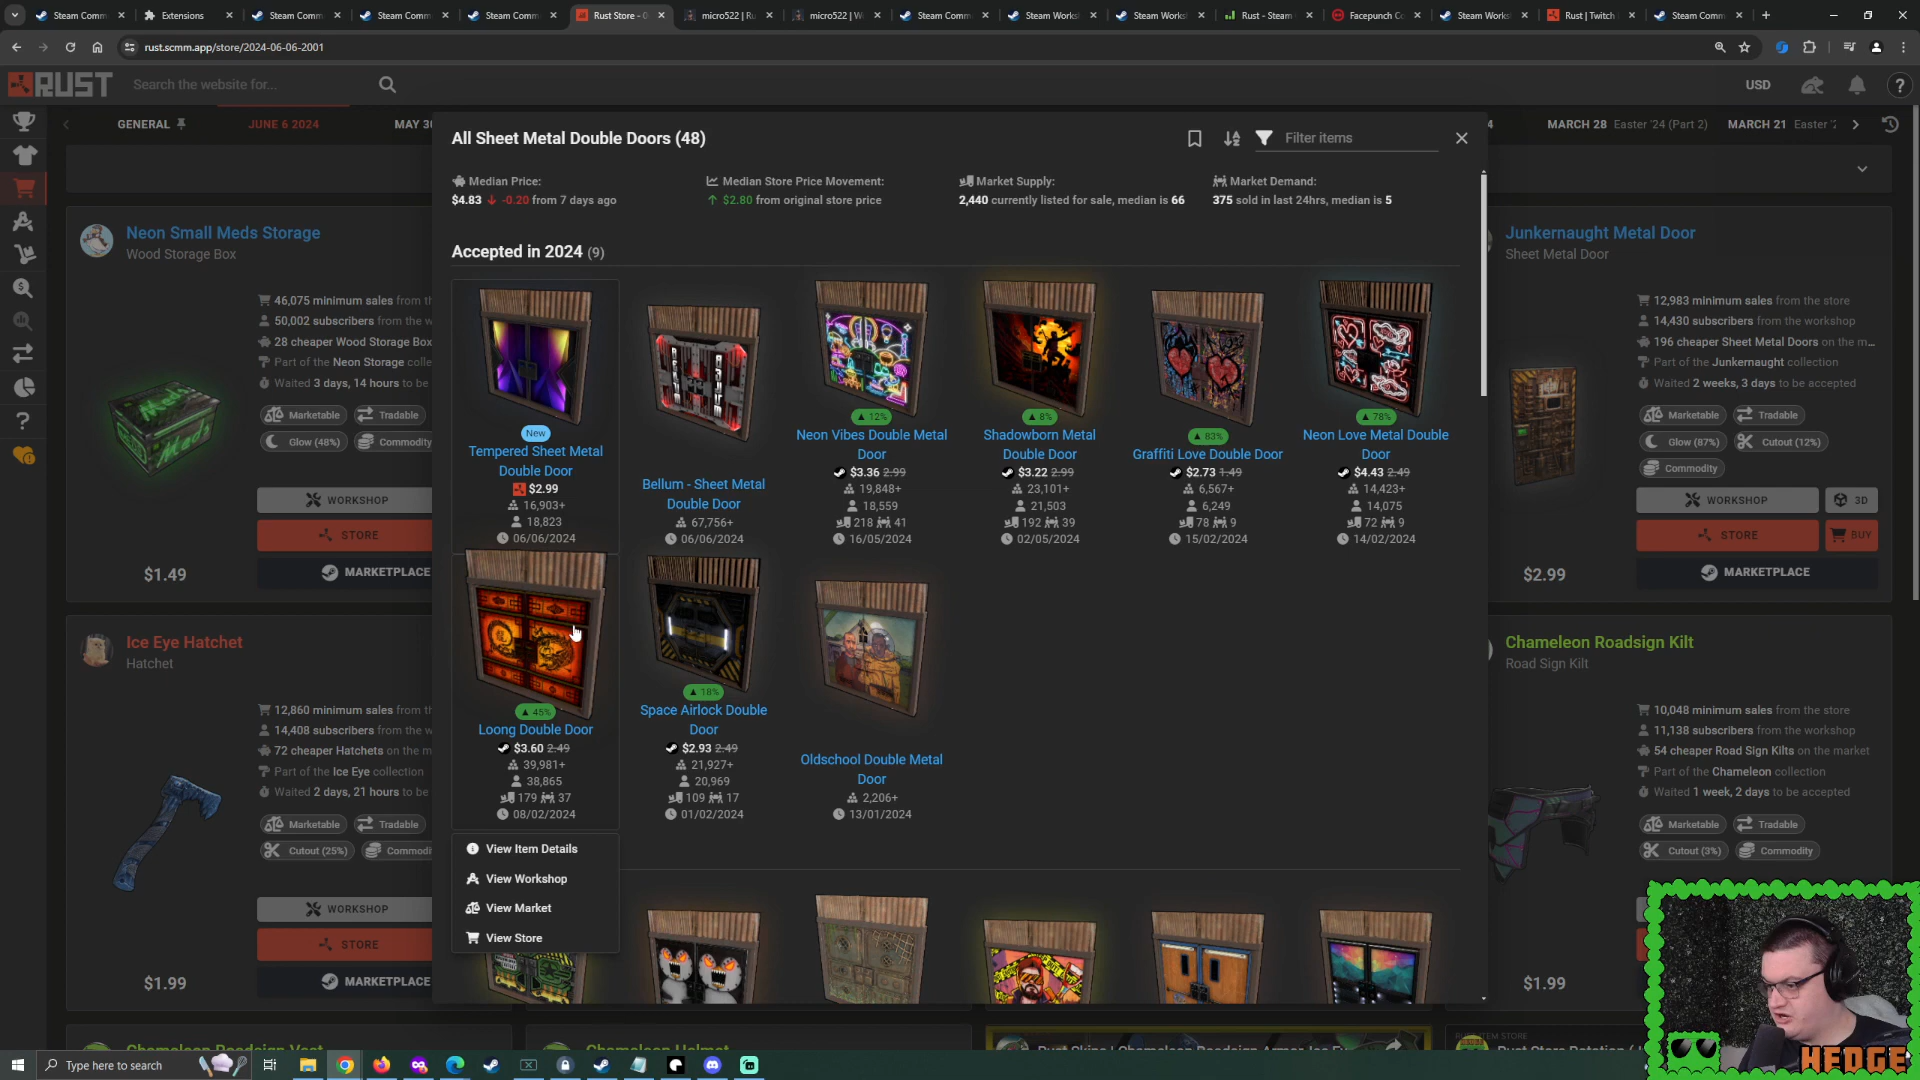 Steam Comm
Extensions
Steam Comm
Steam Comm
Steam Comm
Rust Store - 0
micro522 / Ru
micro522 | W
Steam Comm
Steam Works
Steam Works
Rust - Steam
Facepunch Co
Steam Works
Rust | Twitch
Steam Comm
rust.scmm.app/store/2024-06-06-2001
RUST
Search the website for...
USD
GENERAL
JUNE 6 2024
MAY 30
MARCH 28 Easter '24 (Part 2)
MARCH 21 Easter '2
All Sheet Metal Double Doors (48)
Filter items
Median Price:
$4.83 ↓ -0.20 from 7 days ago
Median Store Price Movement:
↑ $2.80 from original store price
Market Supply:
2,440 currently listed for sale, median is 66
Market Demand:
375 sold in last 24hrs, median is 5
Accepted in 2024 (9)
New
Tempered Sheet Metal
Double Door
$2.99
16,903+
18,823
06/06/2024
Bellum - Sheet Metal
Double Door
67,756+
06/06/2024
▲ 12%
Neon Vibes Double Metal
Door
$3.36 2.99
19,848+
18,559
218 41
16/05/2024
▲ 8%
Shadowborn Metal
Double Door
$3.22 2.99
23,101+
21,503
192 39
02/05/2024
▲ 83%
Graffiti Love Double Door
$2.73 1.49
6,567+
6,249
78 9
15/02/2024
▲ 78%
Neon Love Metal Double
Door
$4.43 2.49
14,423+
14,075
72 9
14/02/2024
▲ 45%
Loong Double Door
$3.60 2.49
39,981+
38,865
179 37
08/02/2024
▲ 18%
Space Airlock Double
Door
$2.93 2.49
21,927+
20,969
109 17
01/02/2024
Oldschool Double Metal
Door
2,206+
13/01/2024
View Item Details
View Workshop
View Market
View Store
Neon Small Meds Storage
Wood Storage Box
46,075 minimum sales from th
50,002 subscribers from the w
28 cheaper Wood Storage Box
Part of the Neon Storage colle
Waited 3 days, 14 hours to be
Marketable
Tradable
Glow (48%)
Commodity
Meds
WORKSHOP
STORE
MARKETPLACE
$1.49
Ice Eye Hatchet
Hatchet
12,860 minimum sales from th
14,408 subscribers from the w
72 cheaper Hatchets on the m
Part of the Ice Eye collection
Waited 2 days, 21 hours to be
Marketable
Tradable
Cutout (25%)
Commodi
WORKSHOP
STORE
MARKETPLACE
$1.99
Junkernaught Metal Door
Sheet Metal Door
12,983 minimum sales from the store
14,430 subscribers from the workshop
196 cheaper Sheet Metal Doors on the m...
Part of the Junkernaught collection
Waited 2 weeks, 3 days to be accepted
Marketable
Tradable
Glow (87%)
Cutout (12%)
Commodity
WORKSHOP
3D
STORE
BUY
MARKETPLACE
$2.99
Chameleon Roadsign Kilt
Road Sign Kilt
10,048 minimum sales from the store
11,138 subscribers from the workshop
54 cheaper Road Sign Kilts on the market
Part of the Chameleon collection
Waited 1 week, 2 days to be accepted
Marketable
Tradable
Cutout (3%)
Commodity
$1.99
Chameleon Roadsign Vest
Chameleon Helmet
Type here to search
HEDGE